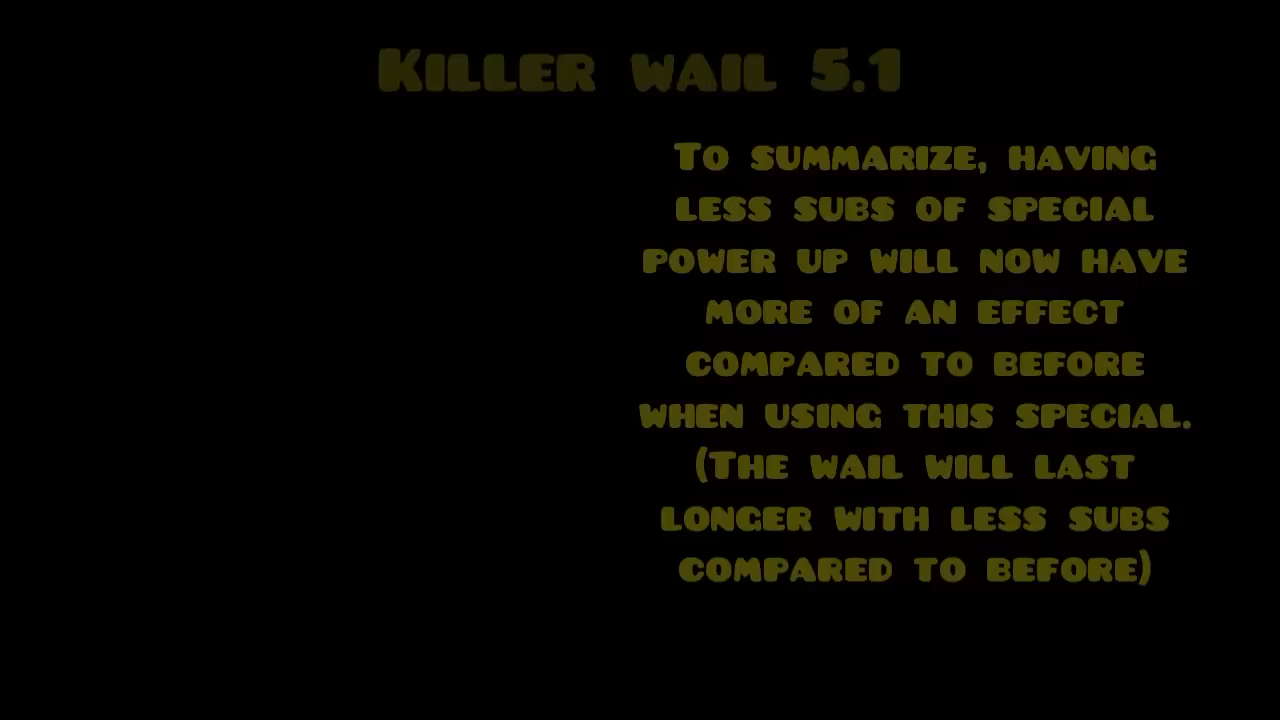 Killer wail 5.1
To summarize, having
less subs of special
power up will now have
more of an effect
compared to before
when using this special.
(The wail will last
longer with less subs
compared to before)